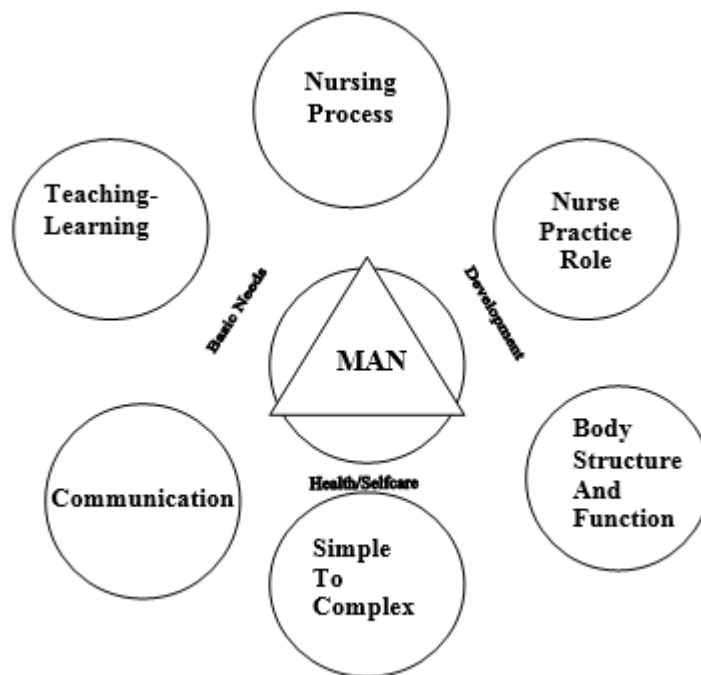 Nursing
Process
Teaching-
Learning
Nurse
Practice
Role
Basic Needs
Development
MAN
Body
Structure
And
Function
Communication
Health/Selfcare
Simple
To
Complex